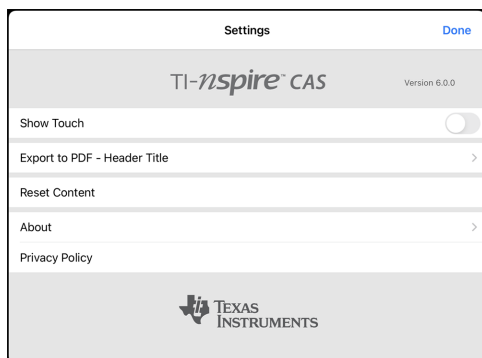 Settings
Done
TI-nspire™ CAS
Version 6.0.0
Show Touch
Export to PDF - Header Title
Reset Content
About
Privacy Policy
TEXAS
INSTRUMENTS